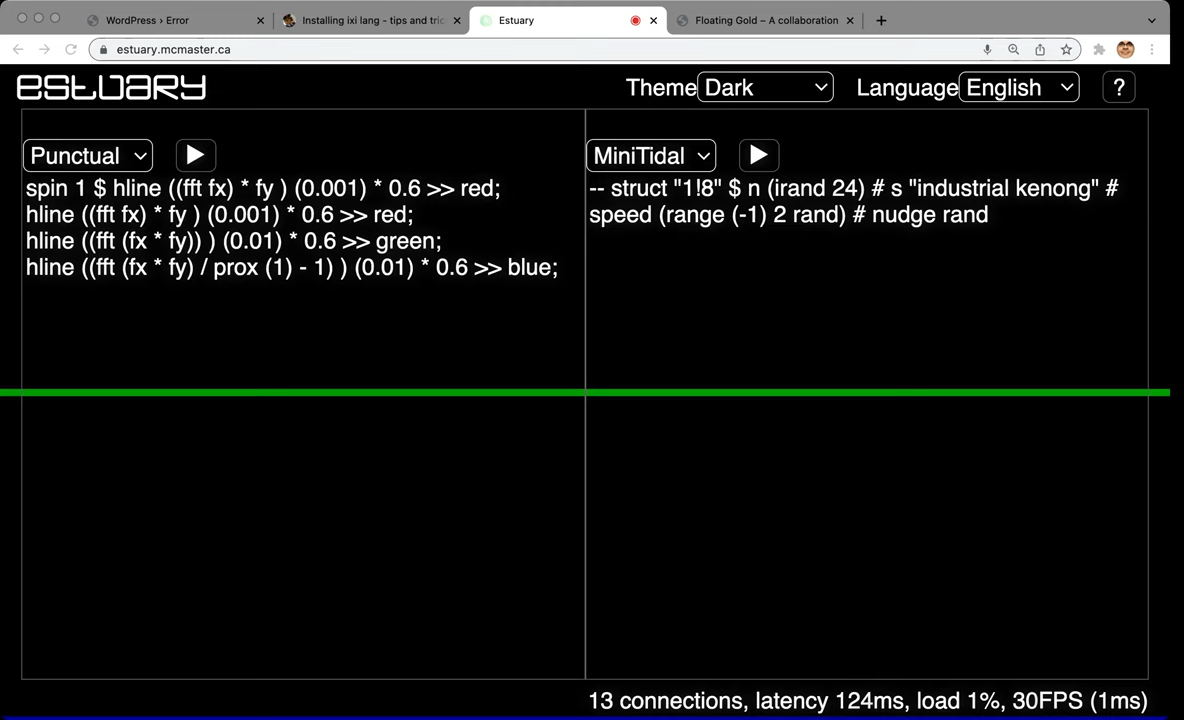 WordPress › Error
Installing ixi lang - tips and tric
Estuary
Floating Gold – A collaboration
estuary.mcmaster.ca
estuary
Theme Dark
Language English
?
Punctual
spin 1 $ hline ((fft fx) * fy ) (0.001) * 0.6 >> red;
hline ((fft fx) * fy ) (0.001) * 0.6 >> red;
hline ((fft (fx * fy)) ) (0.01) * 0.6 >> green;
hline ((fft (fx * fy) / prox (1) - 1) ) (0.01) * 0.6 >> blue;
MiniTidal
-- struct "1!8" $ n (irand 24) # s "industrial kenong" #
speed (range (-1) 2 rand) # nudge rand
13 connections, latency 124ms, load 1%, 30FPS (1ms)